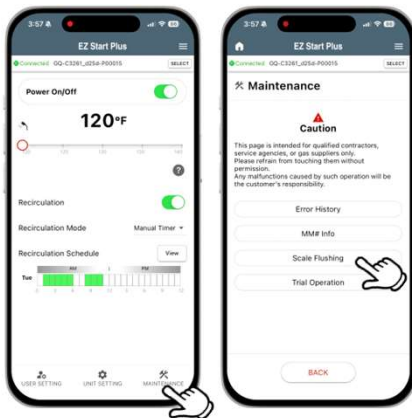 3:57
EZ Start Plus
Connected GQ-C3261_d25d-P00015 SELECT
Power On/Off
120°F
Recirculation
Recirculation Mode Manual Timer
Recirculation Schedule View
AM PM
Tue
USER SETTING UNIT SETTING MAINTENANCE
3:57
EZ Start Plus
Connected GQ-C3261_d25d-P00015 SELECT
Maintenance
Caution
This page is intended for qualified contractors,
service agencies, or gas suppliers only.
Please refrain from touching them without
permission.
Any malfunctions caused by such operation will be
the customer's responsibility.
Error History
MM# Info
Scale Flushing
Trial Operation
BACK